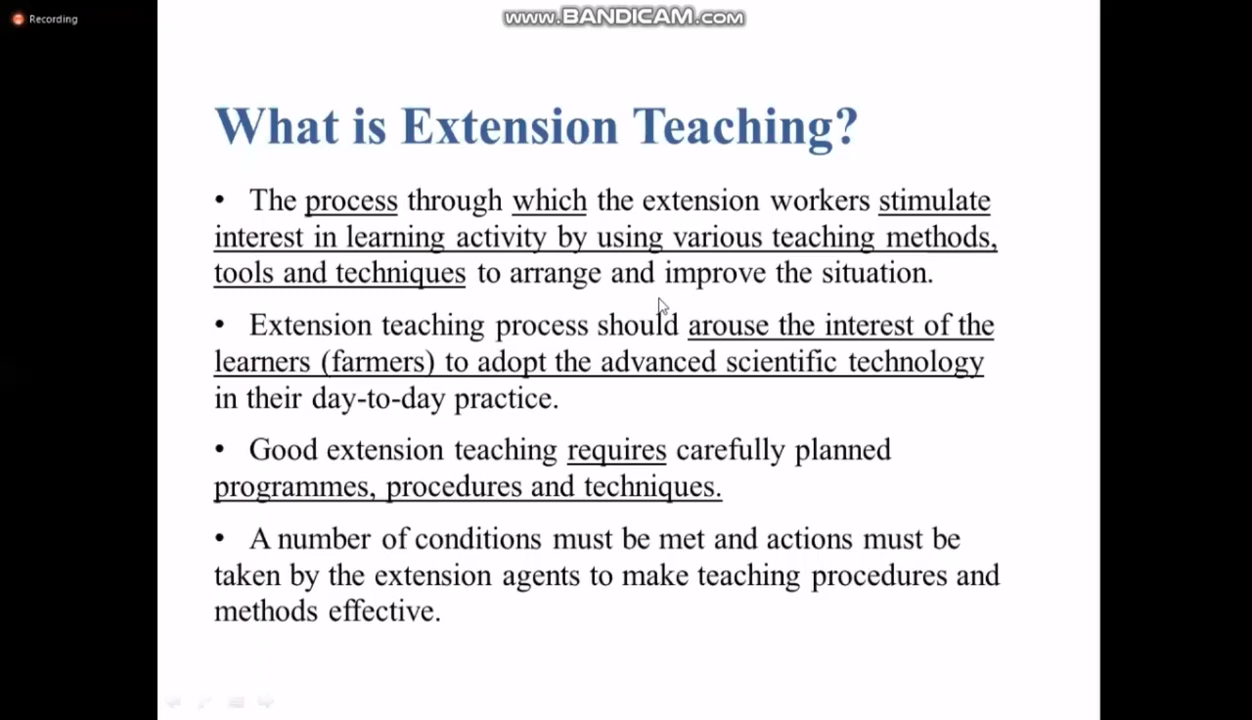 Recording
www.BANDICAM.com
What is Extension Teaching?
• The process through which the extension workers stimulate
interest in learning activity by using various teaching methods,
tools and techniques to arrange and improve the situation.
• Extension teaching process should arouse the interest of the
learners (farmers) to adopt the advanced scientific technology
in their day-to-day practice.
• Good extension teaching requires carefully planned
programmes, procedures and techniques.
• A number of conditions must be met and actions must be
taken by the extension agents to make teaching procedures and
methods effective.